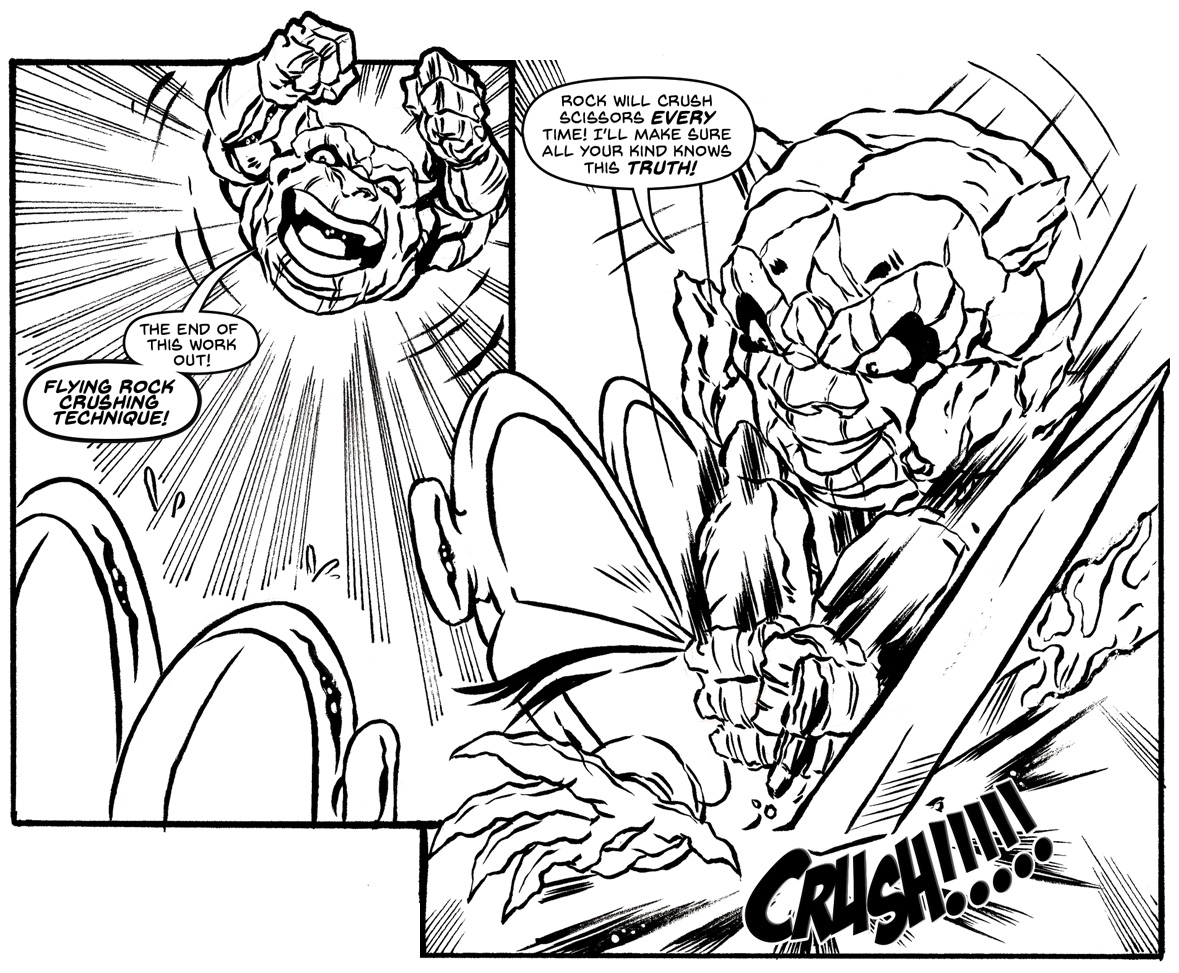 THE END OF
THIS WORK
OUT!
FLYING ROCK
CRUSHING
TECHNIQUE!
ROCK WILL CRUSH
SCISSORS EVERY
TIME! I'LL MAKE SURE
ALL YOUR KIND KNOWS
THIS TRUTH!
CRUSH!!!!!